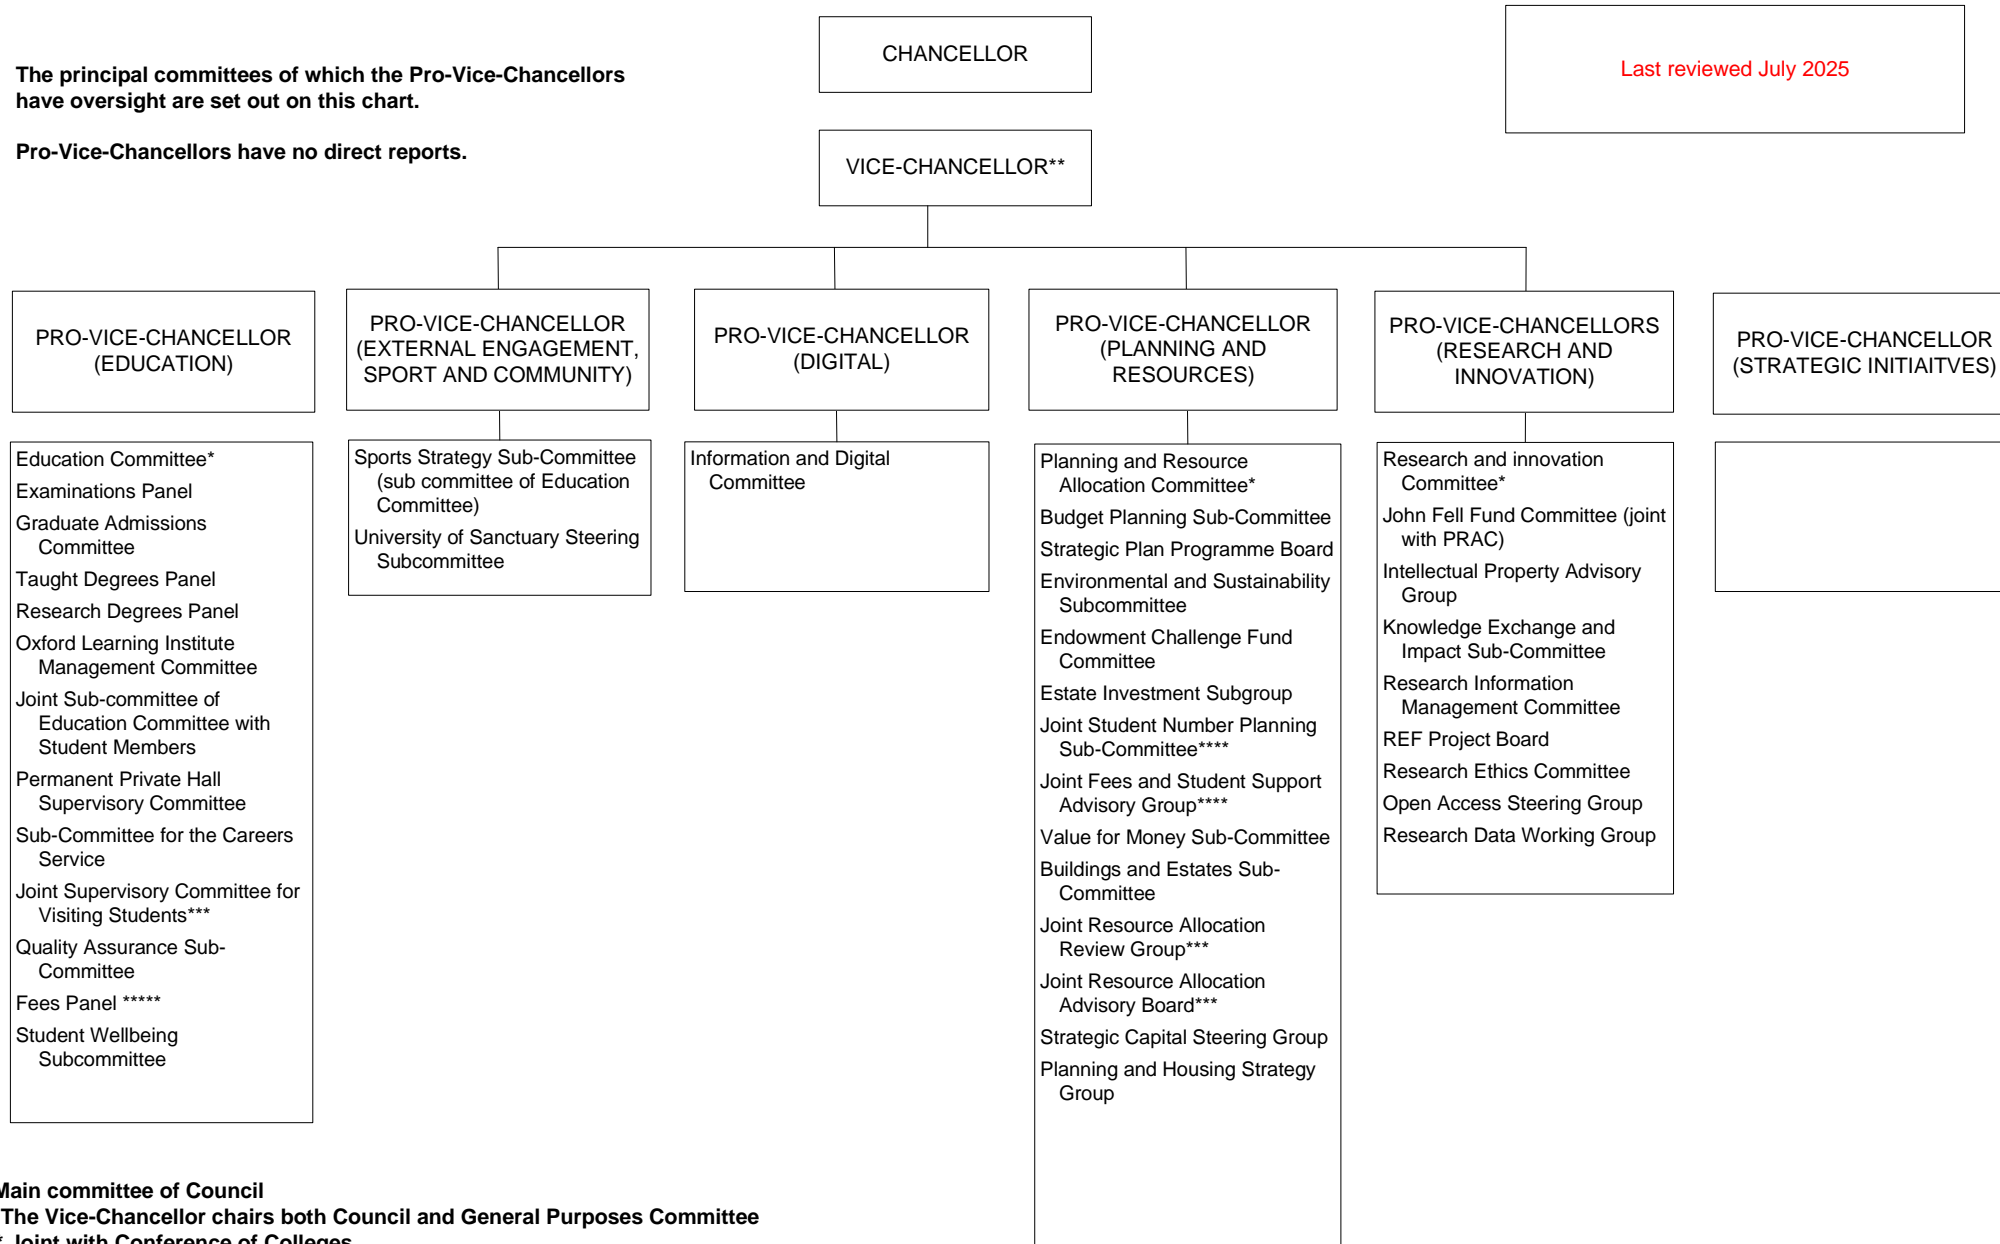 The principal committees of which the Pro-Vice-Chancellors
have oversight are set out on this chart.
Pro-Vice-Chancellors have no direct reports.
CHANCELLOR
Last reviewed July 2025
VICE-CHANCELLOR**
PRO-VICE-CHANCELLOR
(EDUCATION)
PRO-VICE-CHANCELLOR
(EXTERNAL ENGAGEMENT,
SPORT AND COMMUNITY)
PRO-VICE-CHANCELLOR
(DIGITAL)
PRO-VICE-CHANCELLOR
(PLANNING AND
RESOURCES)
PRO-VICE-CHANCELLORS
(RESEARCH AND
INNOVATION)
PRO-VICE-CHANCELLOR
(STRATEGIC INITIAITVES)
Education Committee*
Examinations Panel
Graduate Admissions
Committee
Taught Degrees Panel
Research Degrees Panel
Oxford Learning Institute
Management Committee
Joint Sub-committee of
Education Committee with
Student Members
Permanent Private Hall
Supervisory Committee
Sub-Committee for the Careers
Service
Joint Supervisory Committee for
Visiting Students***
Quality Assurance Sub-
Committee
Fees Panel *****
Student Wellbeing
Subcommittee
Sports Strategy Sub-Committee
(sub committee of Education
Committee)
University of Sanctuary Steering
Subcommittee
Information and Digital
Committee
Planning and Resource
Allocation Committee*
Budget Planning Sub-Committee
Strategic Plan Programme Board
Environmental and Sustainability
Subcommittee
Endowment Challenge Fund
Committee
Estate Investment Subgroup
Joint Student Number Planning
Sub-Committee****
Joint Fees and Student Support
Advisory Group****
Value for Money Sub-Committee
Buildings and Estates Sub-
Committee
Joint Resource Allocation
Review Group***
Joint Resource Allocation
Advisory Board***
Strategic Capital Steering Group
Planning and Housing Strategy
Group
Research and innovation
Committee*
John Fell Fund Committee (joint
with PRAC)
Intellectual Property Advisory
Group
Knowledge Exchange and
Impact Sub-Committee
Research Information
Management Committee
REF Project Board
Research Ethics Committee
Open Access Steering Group
Research Data Working Group
Main committee of Council
The Vice-Chancellor chairs both Council and General Purposes Committee
* Joint with Conference of Colleges